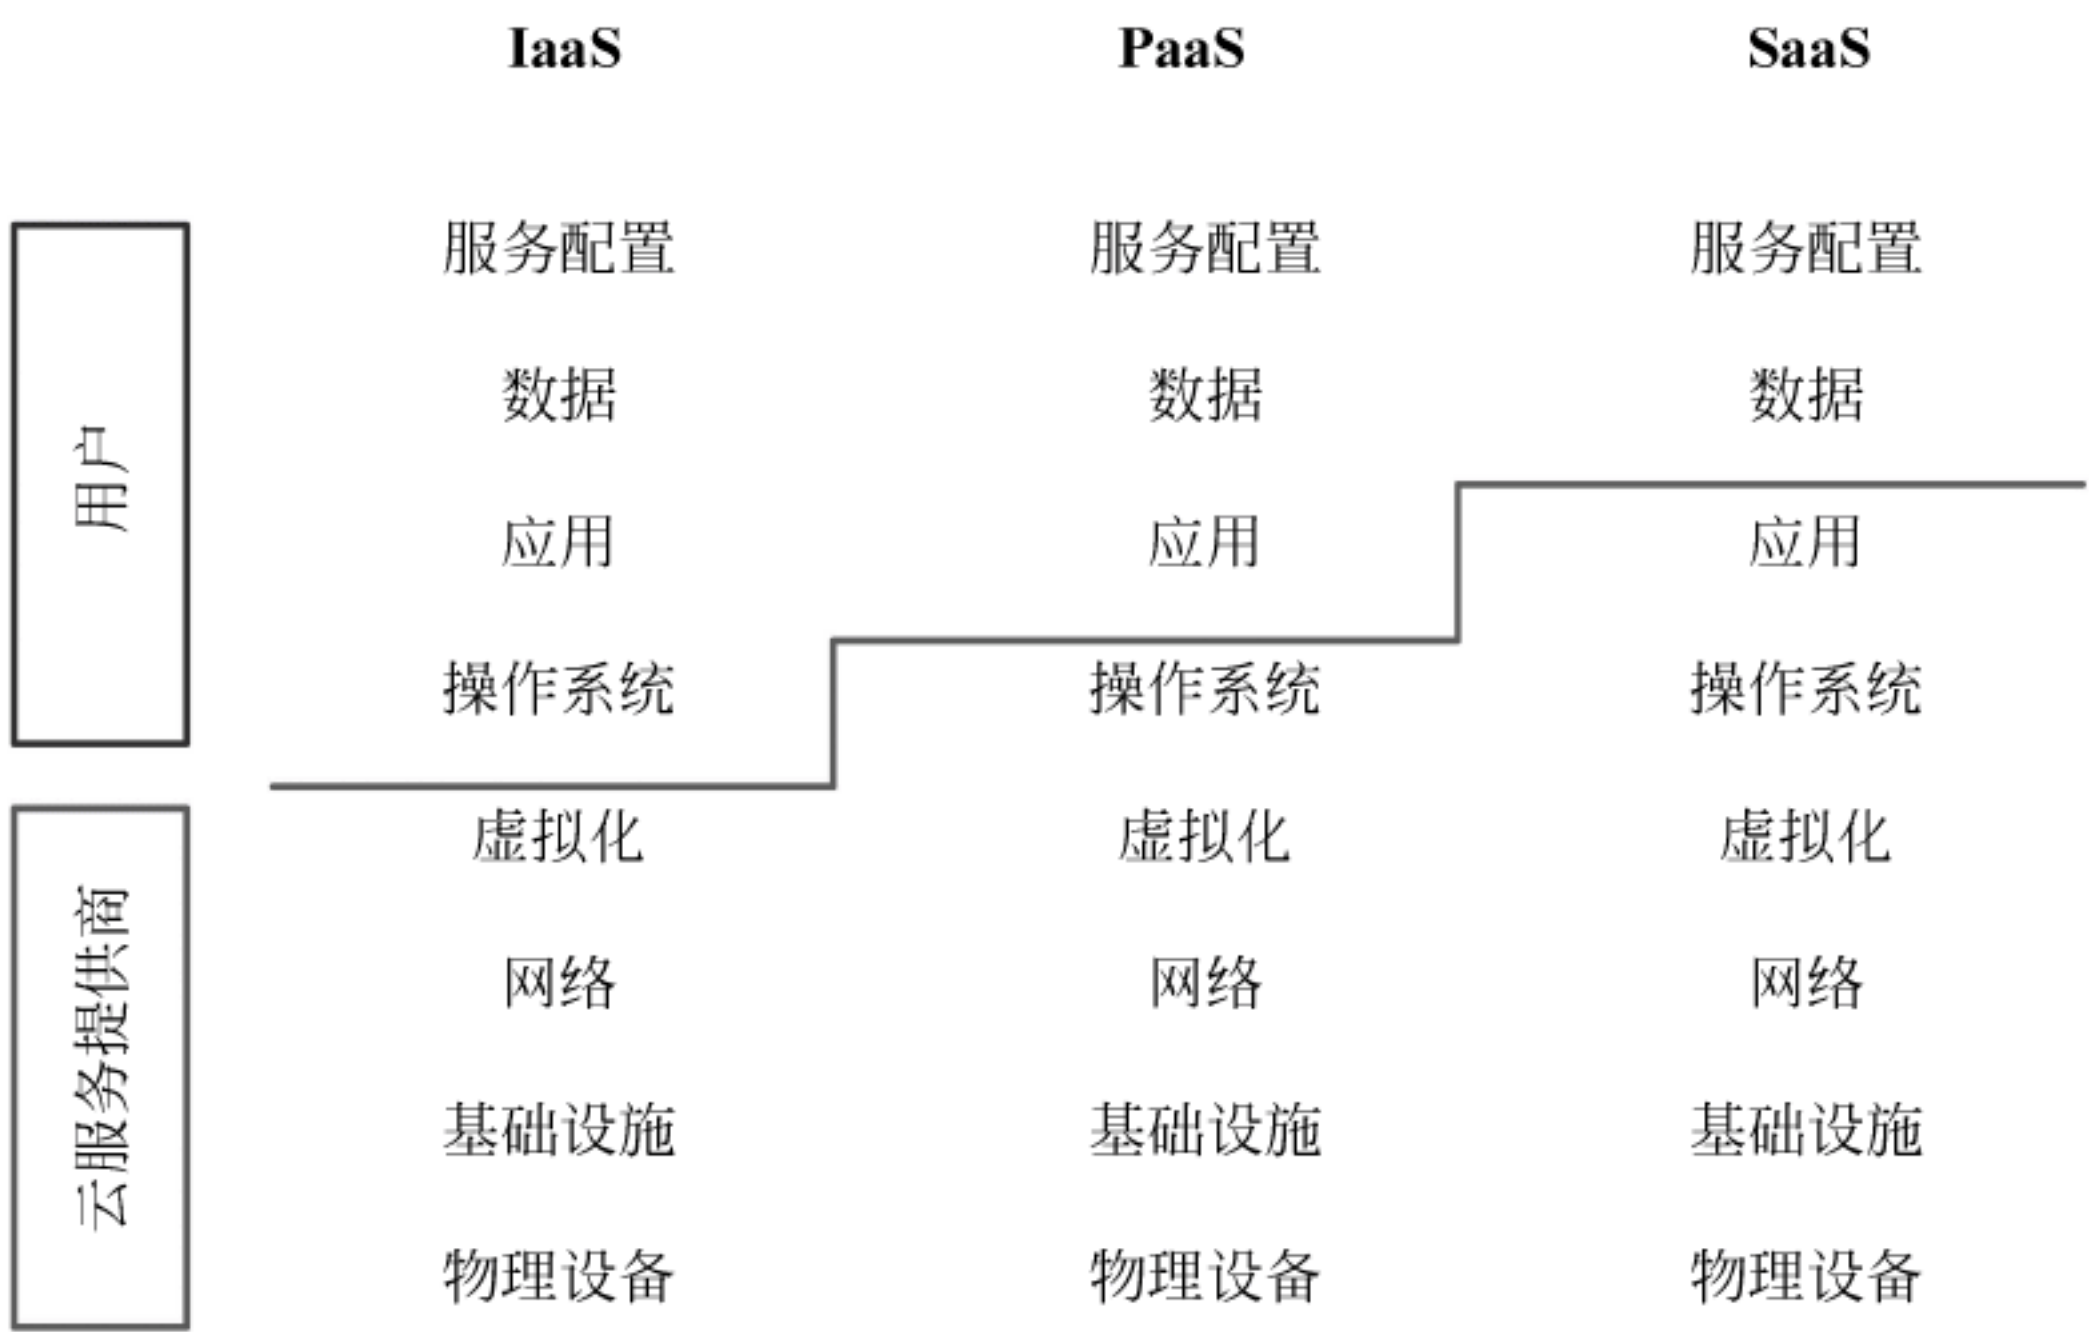 IaaS PaaS SaaS
用户
服务配置 服务配置 服务配置
数据 数据 数据
应用 应用 应用
操作系统 操作系统 操作系统
云服务提供商
虚拟化 虚拟化 虚拟化
网络 网络 网络
基础设施 基础设施 基础设施
物理设备 物理设备 物理设备